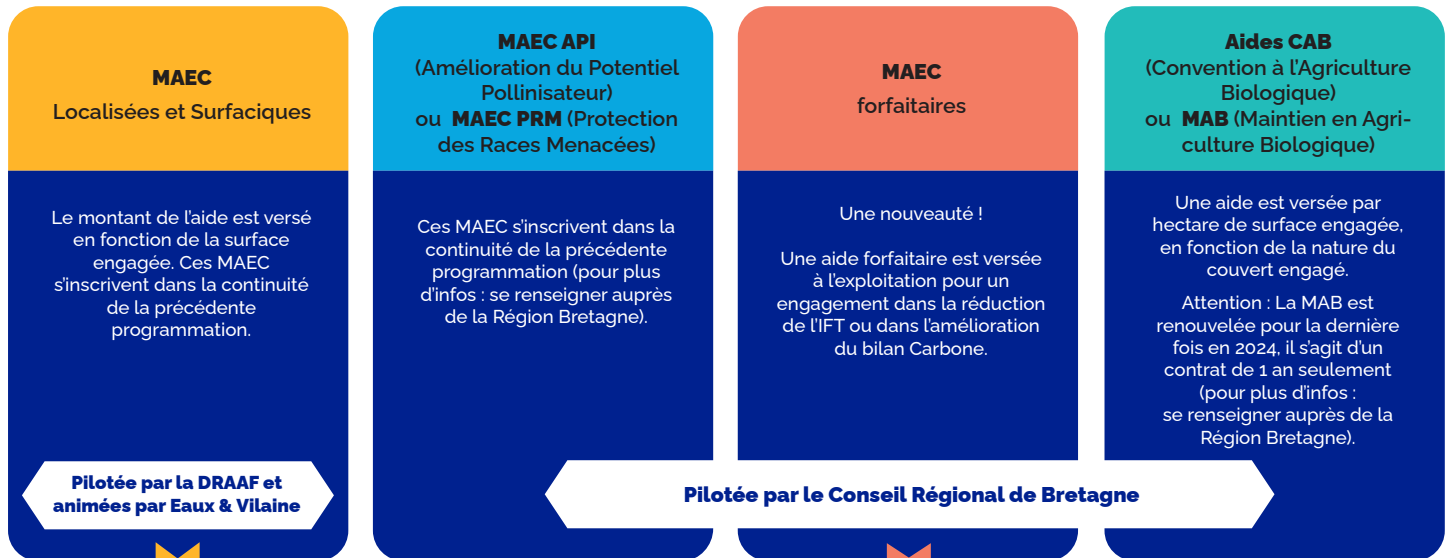 MAEC
Localisées et Surfaciques
Le montant de l'aide est versé
en fonction de la surface
engagée. Ces MAEC
s'inscrivent dans la continuité
de la précédente
programmation.
Pilotée par la DRAAF et
animées par Eaux & Vilaine
MAEC API
(Amélioration du Potentiel
Pollinisateur)
ou MAEC PRM (Protection
des Races Menacées)
Ces MAEC s'inscrivent dans la
continuité de la précédente
programmation (pour plus
d'infos : se renseigner auprès
de la Région Bretagne).
MAEC
forfaitaires
Une nouveauté !
Une aide forfaitaire est versée
à l'exploitation pour un
engagement dans la réduction
de l'IFT ou dans l'amélioration
du bilan Carbone.
Aides CAB
(Convention à l'Agriculture
Biologique)
ou MAB (Maintien en Agri-
culture Biologique)
Une aide est versée par
hectare de surface engagée,
en fonction de la nature du
couvert engagé.
Attention : La MAB est
renouvelée pour la dernière
fois en 2024, il s'agit d'un
contrat de 1 an seulement
(pour plus d'infos :
se renseigner auprès de la
Région Bretagne).
Pilotée par le Conseil Régional de Bretagne